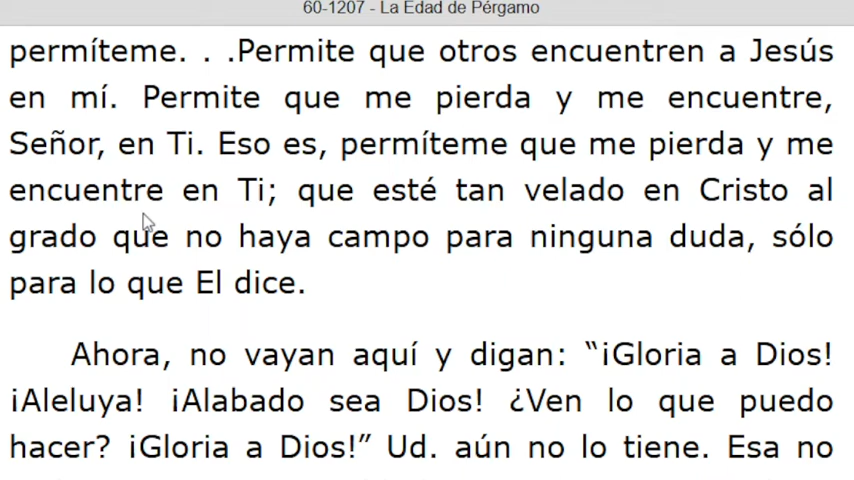 60-1207 - La Edad de Pérgamo
permíteme. . .Permite que otros encuentren a Jesús
en mí. Permite que me pierda y me encuentre,
Señor, en Ti. Eso es, permíteme que me pierda y me
encuentre en Ti; que esté tan velado en Cristo al
grado que no haya campo para ninguna duda, sólo
para lo que El dice.
Ahora, no vayan aquí y digan: “¡Gloria a Dios!
¡Aleluya! ¡Alabado sea Dios! ¿Ven lo que puedo
hacer? ¡Gloria a Dios!” Ud. aún no lo tiene. Esa no